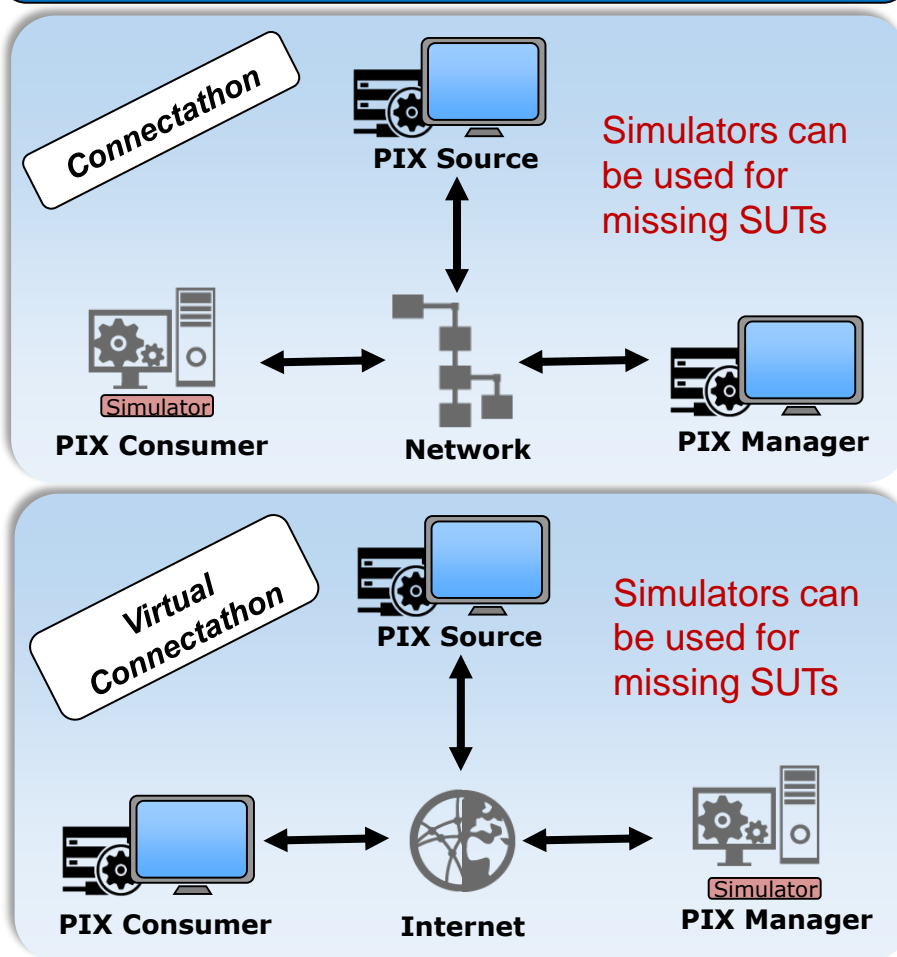 Connectathon
PIX Source
Simulators can
be used for
missing SUTs
Simulator
PIX Consumer
Network
PIX Manager
Virtual
Connectathon
PIX Source
Simulators can
be used for
missing SUTs
PIX Consumer
Internet
Simulator
PIX Manager